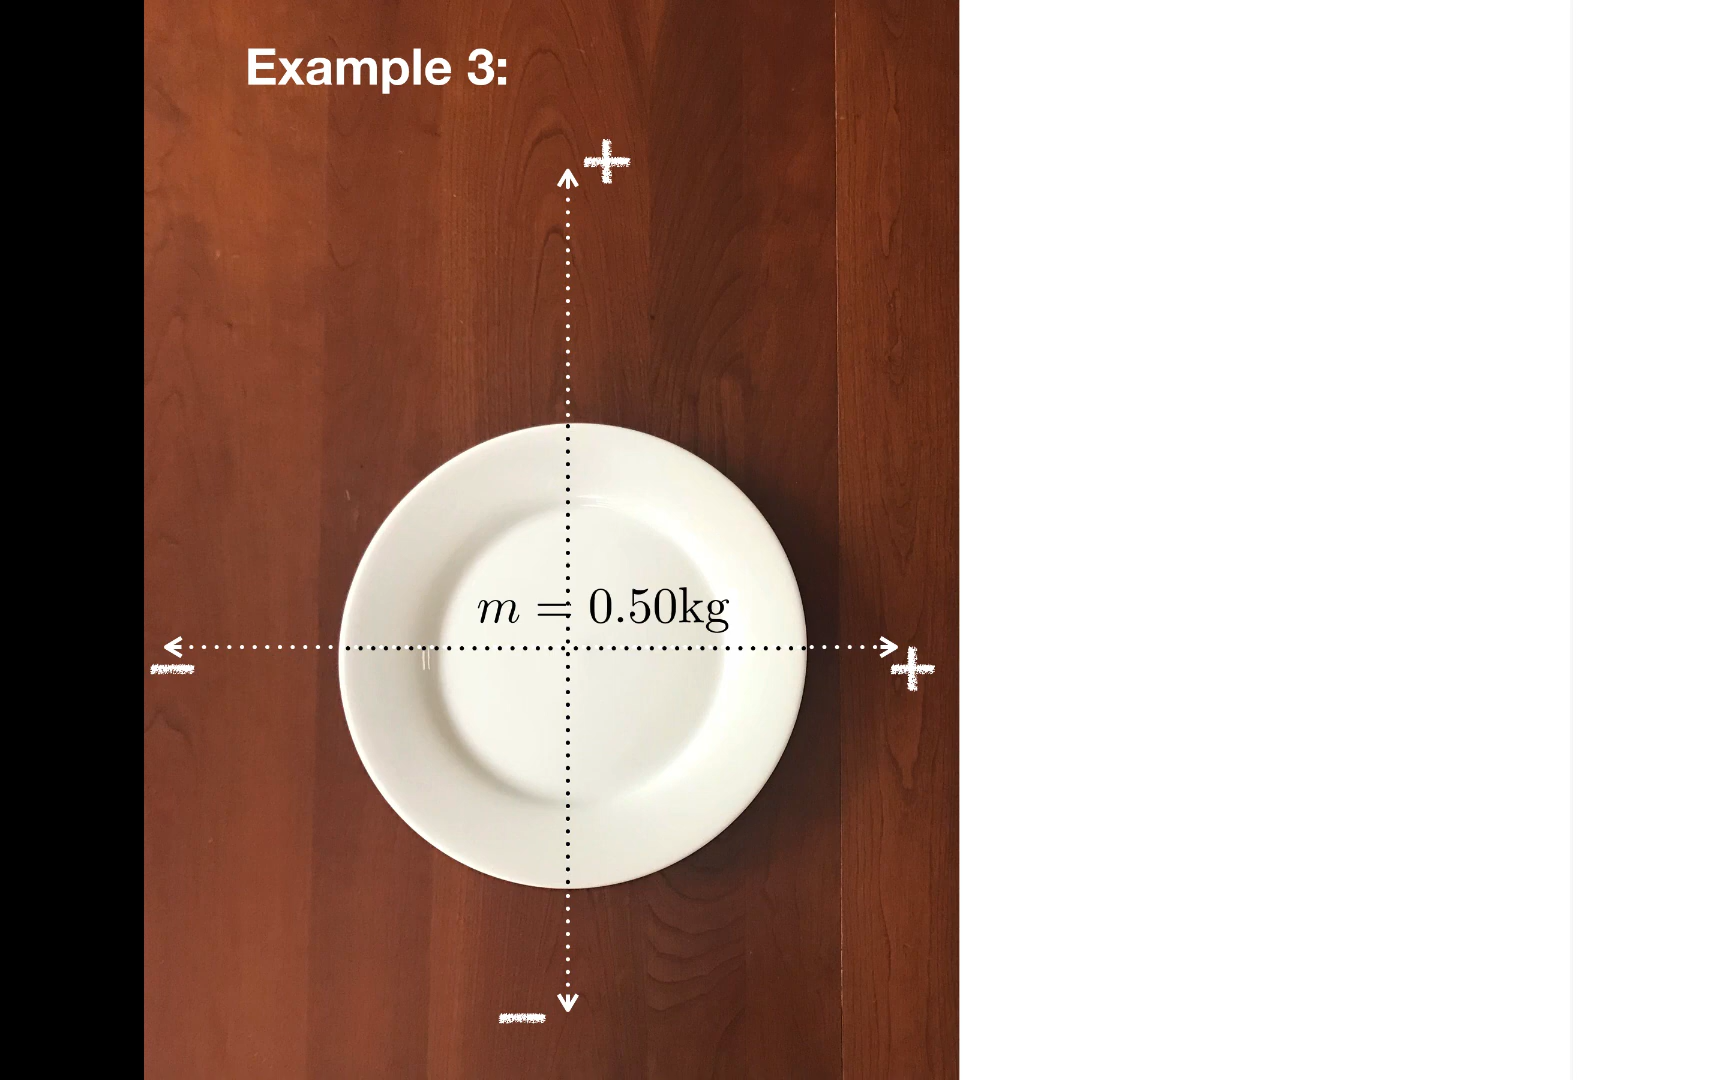 Example 3:
+
m = 0.50kg
− +
−